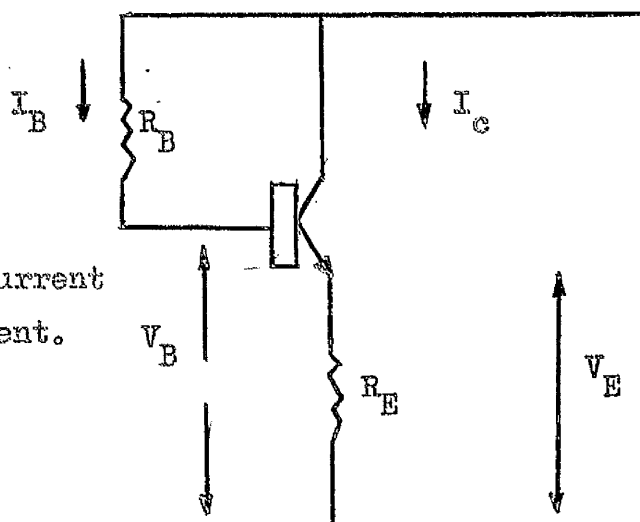 I_B
R_B
I_c
urrent
ent.
V_B
R_E
V_E